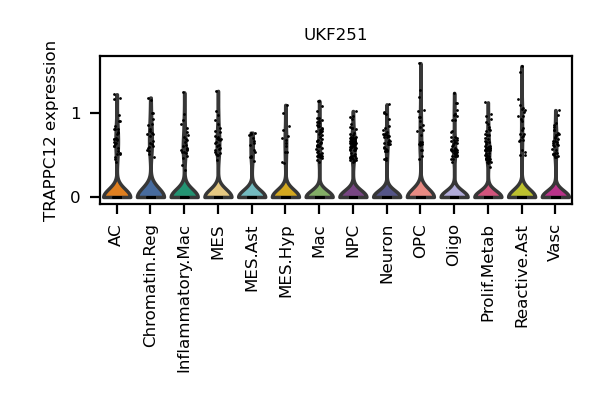 UKF251
TRAPPC12 expression
1
0
AC
Chromatin.Reg
Inflammatory.Mac
MES
MES.Ast
MES.Hyp
Mac
NPC
Neuron
OPC
Oligo
Prolif.Metab
Reactive.Ast
Vasc